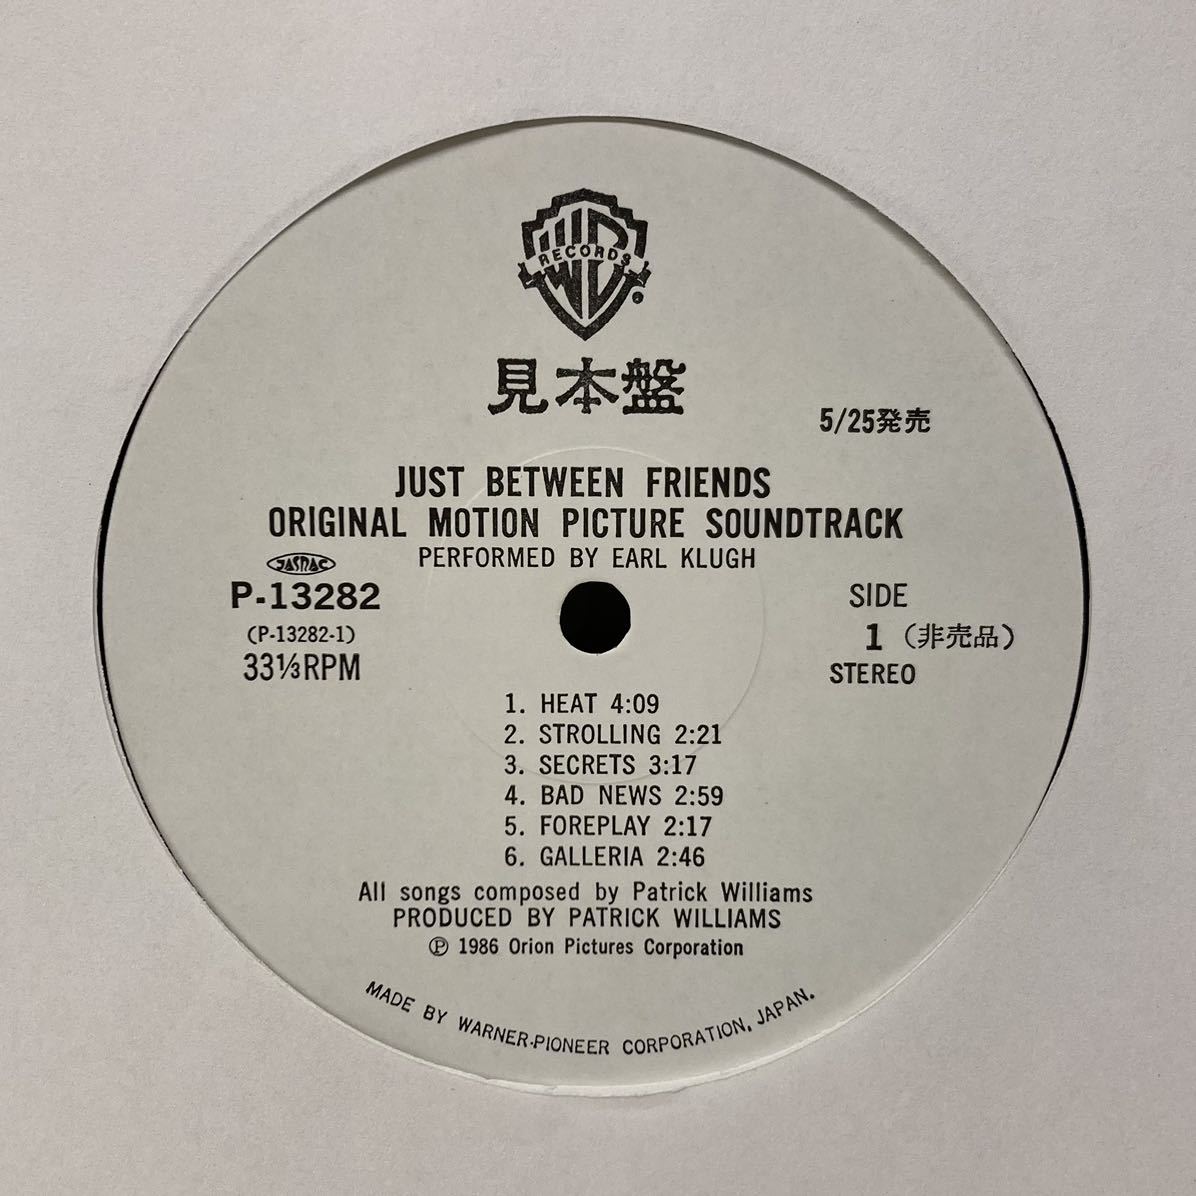 WB
RECORDS
見本盤
5/25発売
JUST BETWEEN FRIENDS
ORIGINAL MOTION PICTURE SOUNDTRACK
PERFORMED BY EARL KLUGH
JASRAC
P-13282
(P-13282-1)
33⅓RPM
SIDE
1 (非売品)
STEREO
1. HEAT 4:09
2. STROLLING 2:21
3. SECRETS 3:17
4. BAD NEWS 2:59
5. FOREPLAY 2:17
6. GALLERIA 2:46
All songs composed by Patrick Williams
PRODUCED BY PATRICK WILLIAMS
℗ 1986 Orion Pictures Corporation
MADE BY WARNER-PIONEER CORPORATION, JAPAN.